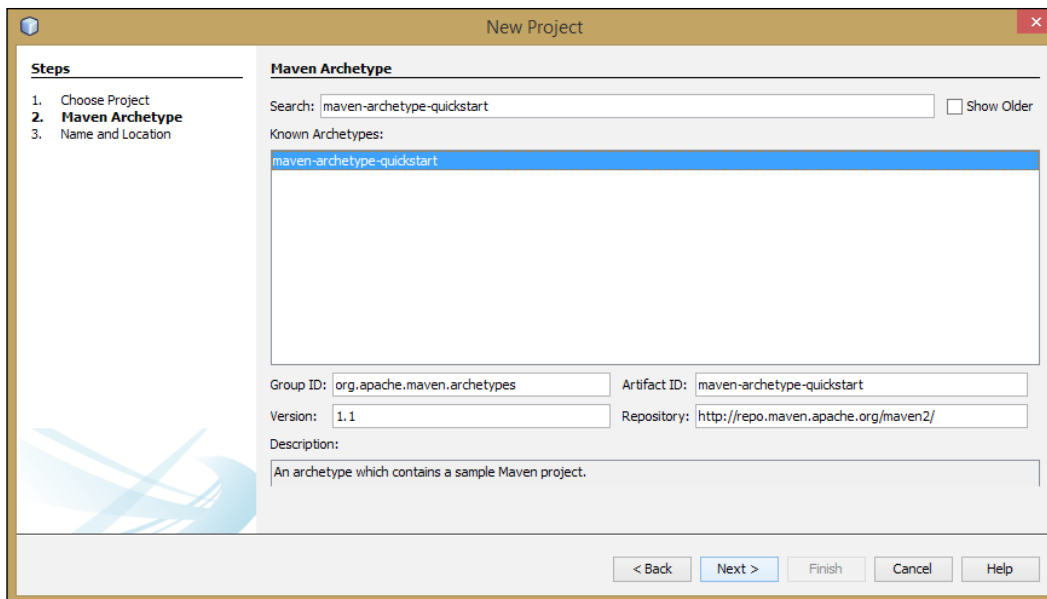 New Project
Steps
1. Choose Project
2. Maven Archetype
3. Name and Location
Maven Archetype
Search: maven-archetype-quickstart Show Older
Known Archetypes:
maven-archetype-quickstart
Group ID: org.apache.maven.archetypes Artifact ID: maven-archetype-quickstart
Version: 1.1 Repository: http://repo.maven.apache.org/maven2/
Description:
An archetype which contains a sample Maven project.
< Back Next > Finish Cancel Help